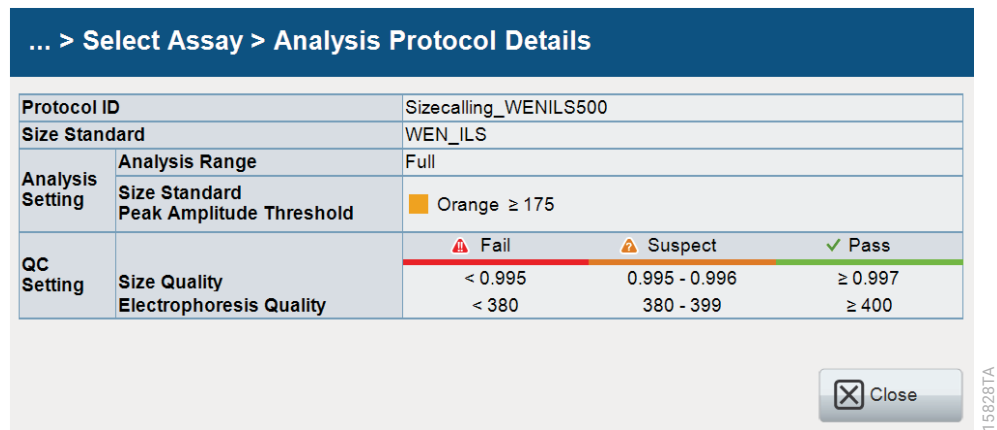 ... > Select Assay > Analysis Protocol Details
Protocol ID Sizecalling_WENILS500
Size Standard WEN_ILS
Analysis Setting Analysis Range Full
Size Standard Peak Amplitude Threshold Orange ≥ 175
QC Setting Fail Suspect Pass
Size Quality < 0.995 0.995 - 0.996 ≥ 0.997
Electrophoresis Quality < 380 380 - 399 ≥ 400
Close
15828TA